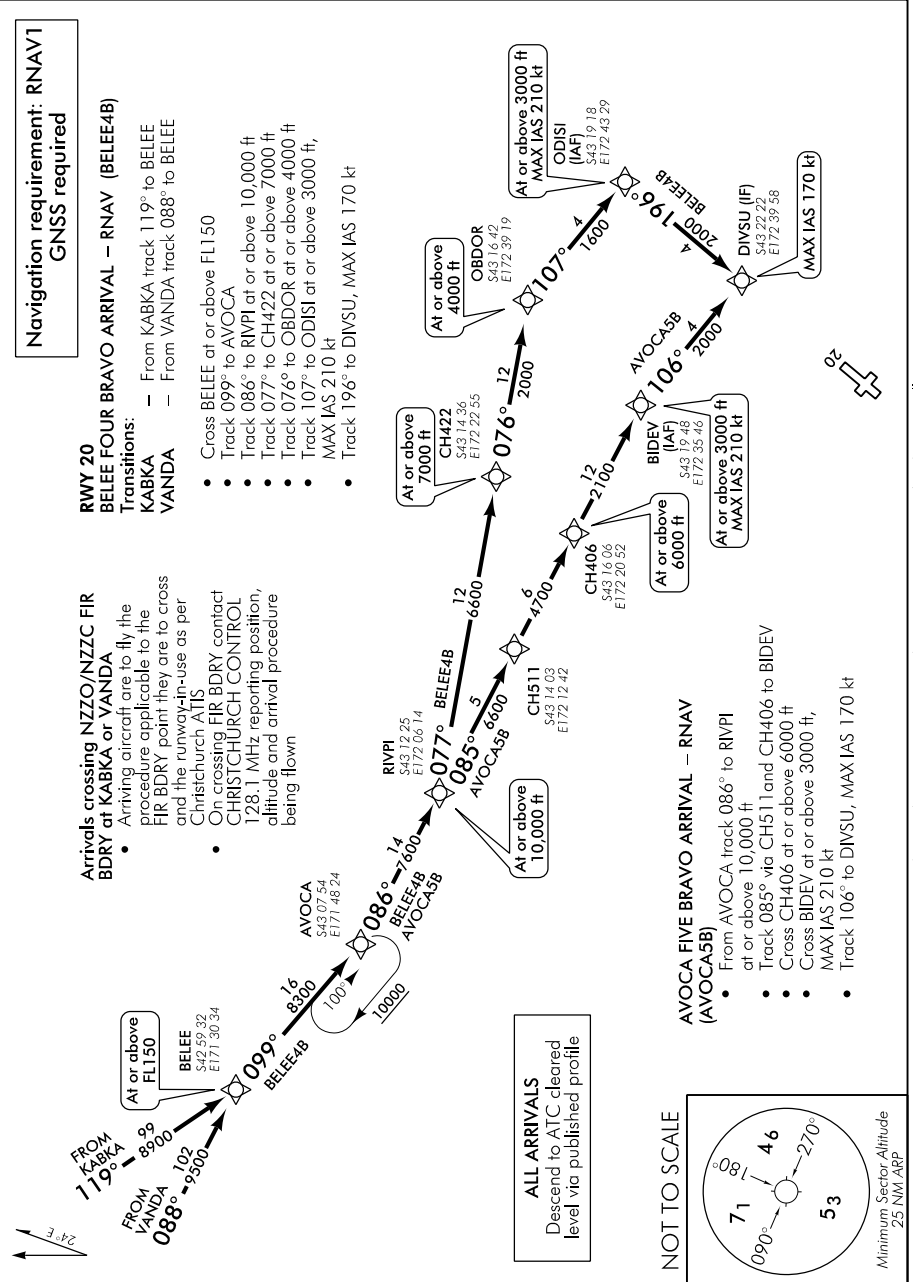 Navigation requirement: RNAV1
GNSS required
RWY 20
BELEE FOUR BRAVO ARRIVAL – RNAV (BELEE4B)
Transitions:
KABKA – From KABKA track 119° to BELEE
VANDA – From VANDA track 088° to BELEE
• Cross BELEE at or above FL150
• Track 099° to AVOCA
• Track 086° to RIVPI at or above 10,000 ft
• Track 077° to CH422 at or above 7000 ft
• Track 076° to OBDOR at or above 4000 ft
• Track 107° to ODISI at or above 3000 ft,
MAX IAS 210 kt
• Track 196° to DIVSU, MAX IAS 170 kt
Arrivals crossing NZZO/NZZC FIR
BDRY at KABKA or VANDA
• Arriving aircraft are to fly the
procedure applicable to the
FIR BDRY point they are to cross
and the runway-in-use as per
Christchurch ATIS
• On crossing FIR BDRY contact
CHRISTCHURCH CONTROL
128.1 MHz reporting position,
altitude and arrival procedure
being flown
24°E
FROM
KABKA
119°
99
8900
FROM
VANDA
088°
102
9500
At or above
FL150
BELEE
S42 59 32
E171 30 34
099°
BELEE4B
16
8300
100°
10000
AVOCA
S43 07 54
E171 48 24
086°
14
7600
BELEE4B
AVOCA5B
RIVPI
S43 12 25
E172 06 14
At or above
10,000 ft
077°
BELEE4B
12
6600
085°
AVOCA5B
5
6600
At or above
7000 ft
CH422
S43 14 36
E172 22 55
076°
12
2000
At or above
4000 ft
OBDOR
S43 16 42
E172 39 19
107°
4
1600
At or above 3000 ft
MAX IAS 210 kt
ODISI
(IAF)
S43 19 18
E172 43 29
196°
BELEE4B
4
2000
CH511
S43 14 03
E172 12 42
6
4700
CH406
S43 16 06
E172 20 52
At or above
6000 ft
12
2100
BIDEV
(IAF)
S43 19 48
E172 35 46
At or above 3000 ft
MAX IAS 210 kt
106°
AVOCA5B
4
2000
DIVSU (IF)
S43 22 22
E172 39 58
MAX IAS 170 kt
20
ALL ARRIVALS
Descend to ATC cleared
level via published profile
AVOCA FIVE BRAVO ARRIVAL – RNAV
(AVOCA5B)
• From AVOCA track 086° to RIVPI
at or above 10,000 ft
• Track 085° via CH511and CH406 to BIDEV
• Cross CH406 at or above 6000 ft
• Cross BIDEV at or above 3000 ft,
MAX IAS 210 kt
• Track 106° to DIVSU, MAX IAS 170 kt
NOT TO SCALE
71
46
53
090°
180°
270°
Minimum Sector Altitude
25 NM ARP